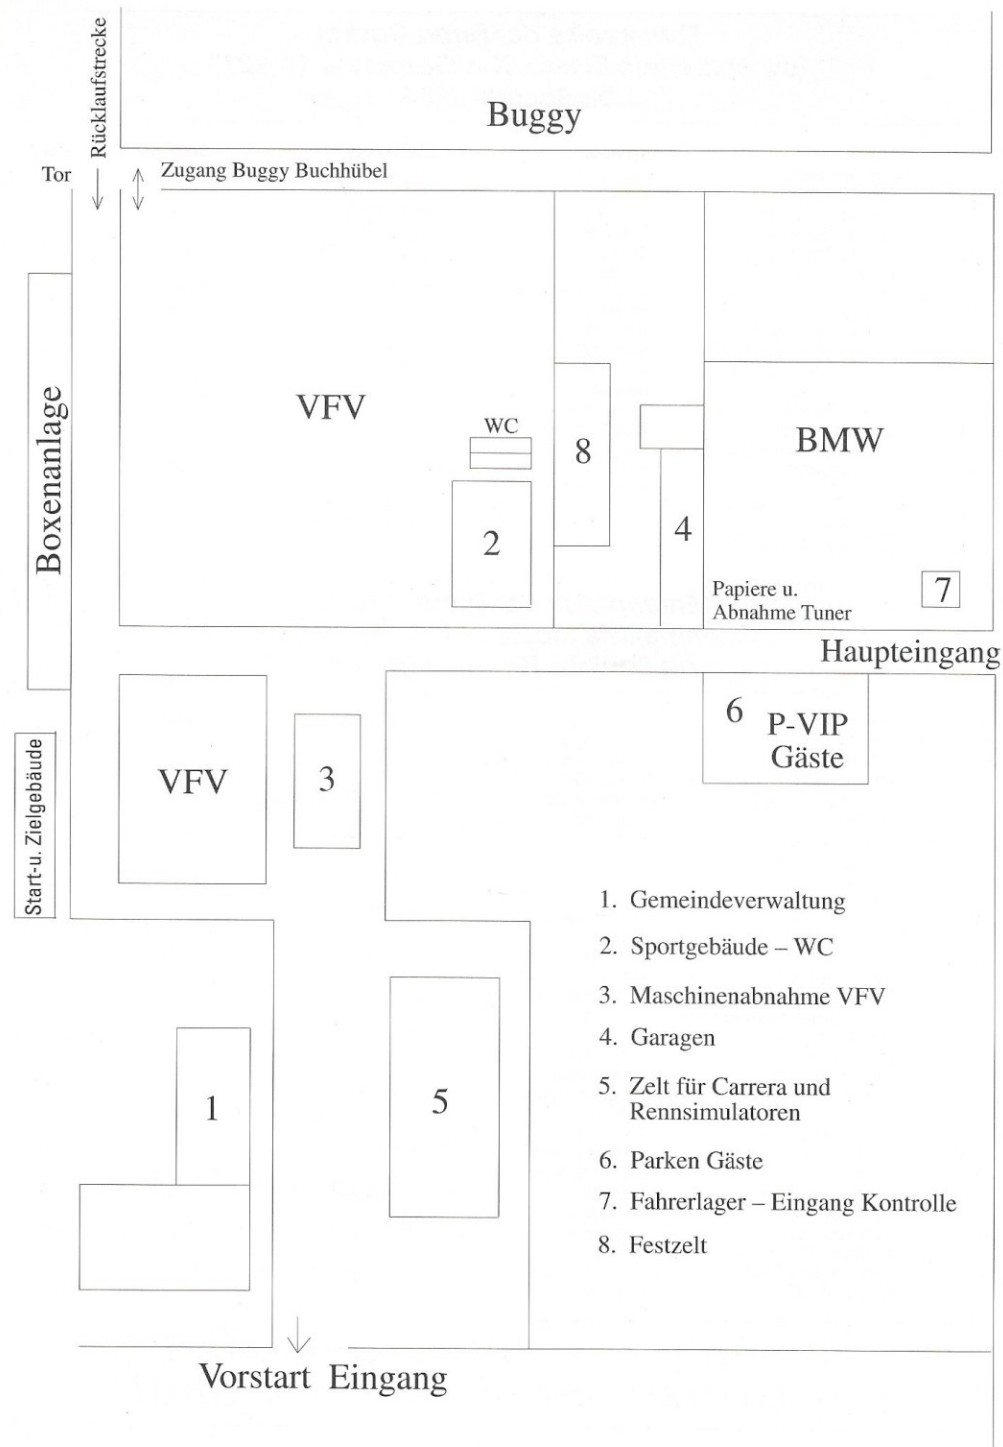 Rücklaufstrecke
Buggy
Tor
Zugang Buggy Buchhübel
Boxenanlage
VFV
WC
8
BMW
2
4
Papiere u.
Abnahme Tuner
7
Haupteingang
Start-u. Zielgebäude
VFV
3
6 P-VIP
Gäste
1
5
1. Gemeindeverwaltung
2. Sportgebäude – WC
3. Maschinenabnahme VFV
4. Garagen
5. Zelt für Carrera und
Rennsimulatoren
6. Parken Gäste
7. Fahrerlager – Eingang Kontrolle
8. Festzelt
Vorstart Eingang